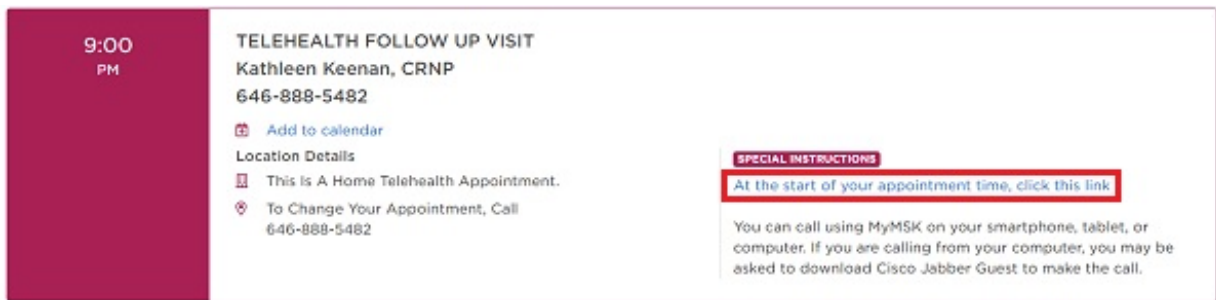 9:00
PM
TELEHEALTH FOLLOW UP VISIT
Kathleen Keenan, CRNP
646-888-5482
Add to calendar
Location Details
This Is A Home Telehealth Appointment.
To Change Your Appointment, Call
646-888-5482
SPECIAL INSTRUCTIONS
At the start of your appointment time, click this link
You can call using MyMSK on your smartphone, tablet, or
computer. If you are calling from your computer, you may be
asked to download Cisco Jabber Guest to make the call.